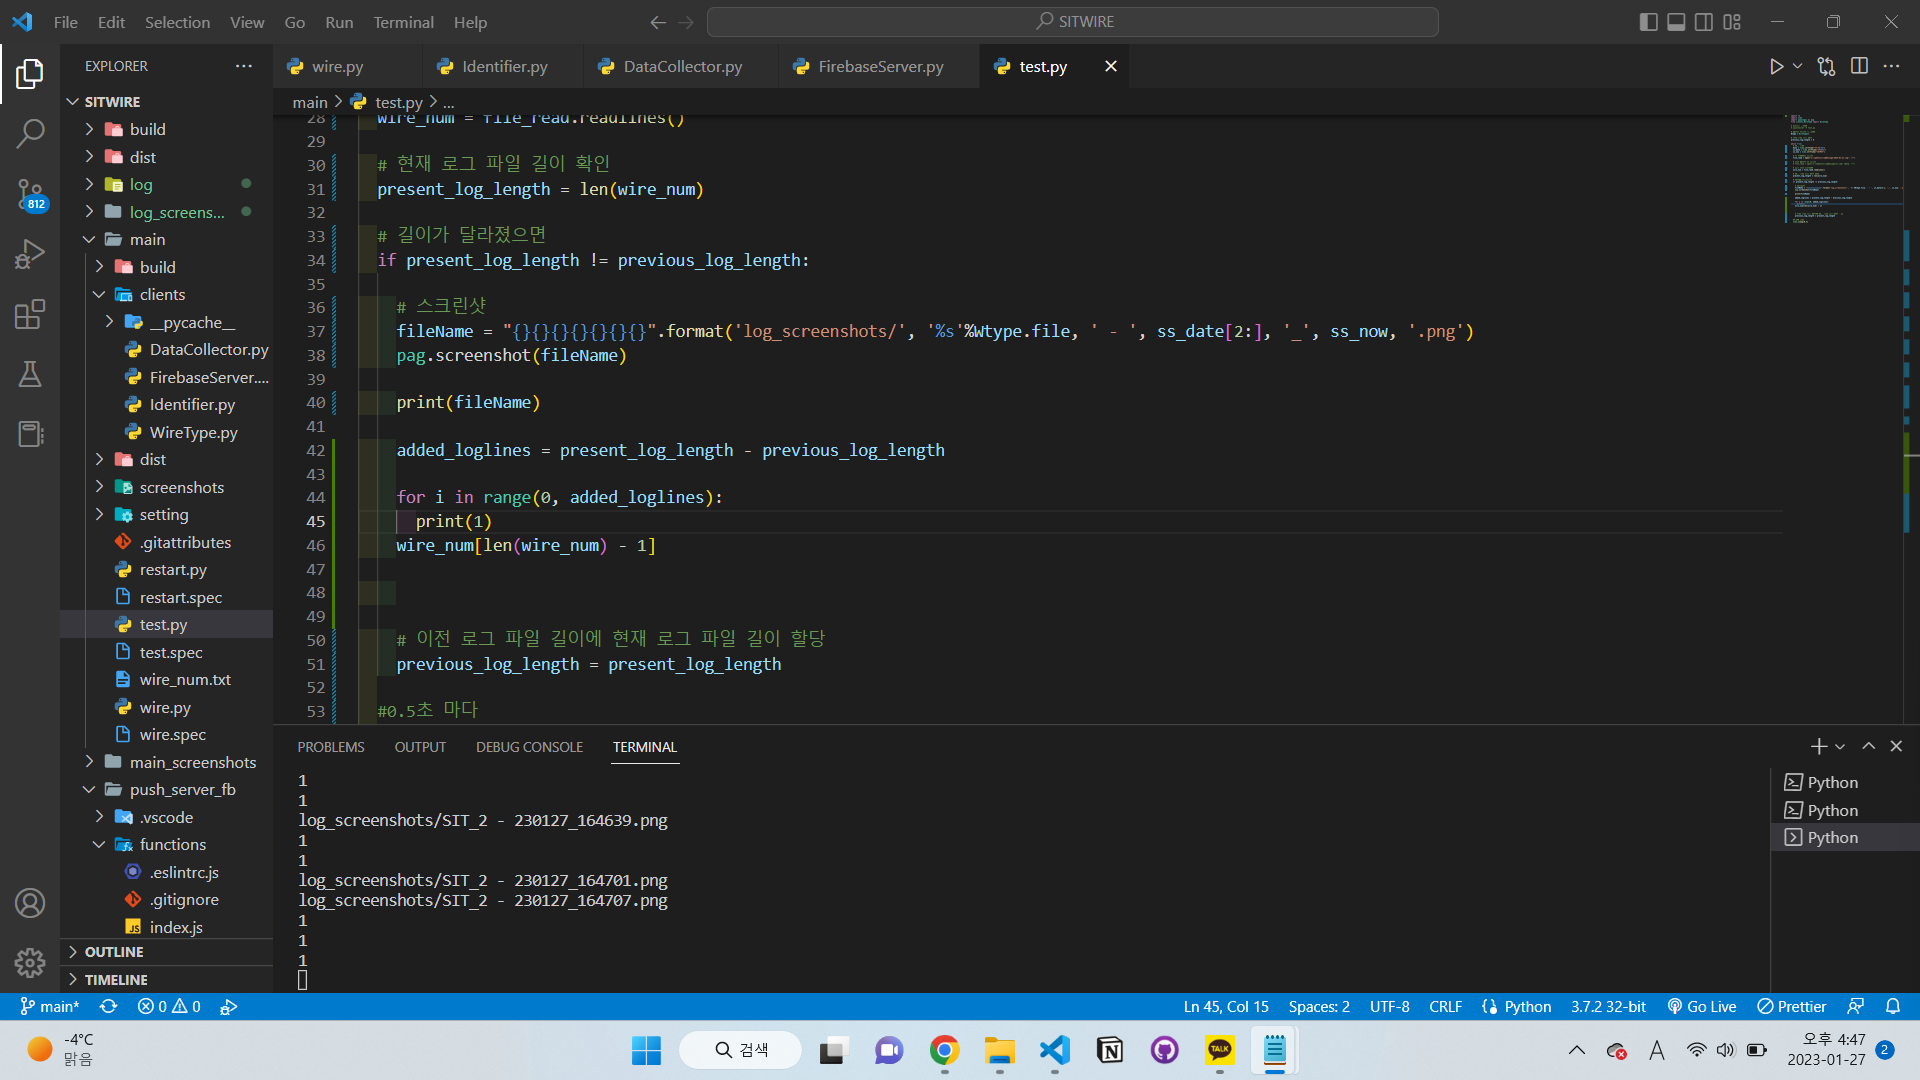 File Edit Selection View Go Run Terminal Help
SITWIRE
EXPLORER
SITWIRE
build
dist
log
log_screens...
main
build
clients
__pycache__
DataCollector.py
FirebaseServer....
Identifier.py
WireType.py
dist
screenshots
setting
.gitattributes
restart.py
restart.spec
test.py
test.spec
wire_num.txt
wire.py
wire.spec
main_screenshots
push_server_fb
.vscode
functions
.eslintrc.js
.gitignore
index.js
OUTLINE
TIMELINE
812
wire.py Identifier.py DataCollector.py FirebaseServer.py test.py
main > test.py > ...
28 wire_num = file_read.readlines()
29
30 # 현재 로그 파일 길이 확인
31 present_log_length = len(wire_num)
32
33 # 길이가 달라졌으면
34 if present_log_length != previous_log_length:
35
36 # 스크린샷
37 fileName = "{}{}{}{}{}{}{}".format('log_screenshots/', '%s'%Wtype.file, ' - ', ss_date[2:], '_', ss_now, '.png')
38 pag.screenshot(fileName)
39
40 print(fileName)
41
42 added_loglines = present_log_length - previous_log_length
43
44 for i in range(0, added_loglines):
45 print(1)
46 wire_num[len(wire_num) - 1]
47
48
49
50 # 이전 로그 파일 길이에 현재 로그 파일 길이 할당
51 previous_log_length = present_log_length
52
53 #0.5초 마다
PROBLEMS OUTPUT DEBUG CONSOLE TERMINAL
1
1
log_screenshots/SIT_2 - 230127_164639.png
1
1
log_screenshots/SIT_2 - 230127_164701.png
log_screenshots/SIT_2 - 230127_164707.png
1
1
1
Python
Python
Python
main* 0 0 Ln 45, Col 15 Spaces: 2 UTF-8 CRLF Python 3.7.2 32-bit Go Live Prettier
-4°C
맑음
검색
TALK
A
오후 4:47
2023-01-27
2